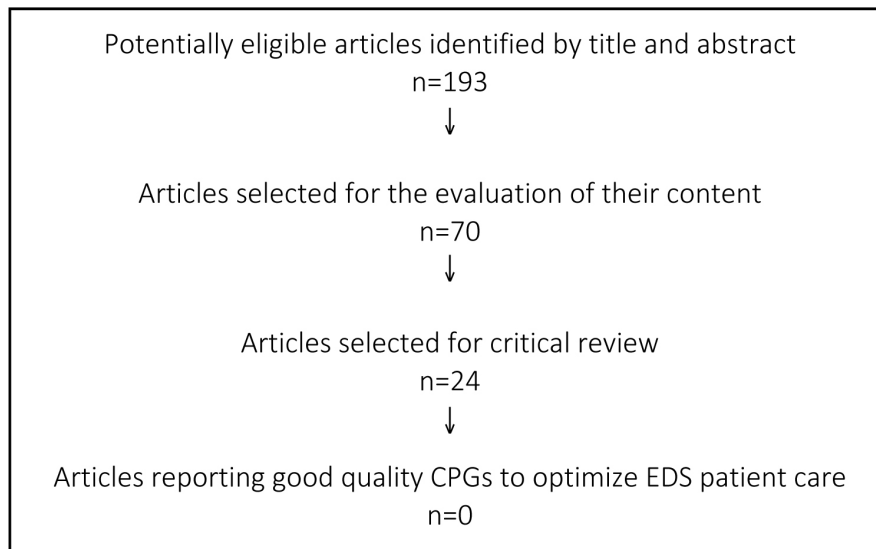 Potentially eligible articles identified by title and abstract
n=193
↓
Articles selected for the evaluation of their content
n=70
↓
Articles selected for critical review
n=24
↓
Articles reporting good quality CPGs to optimize EDS patient care
n=0